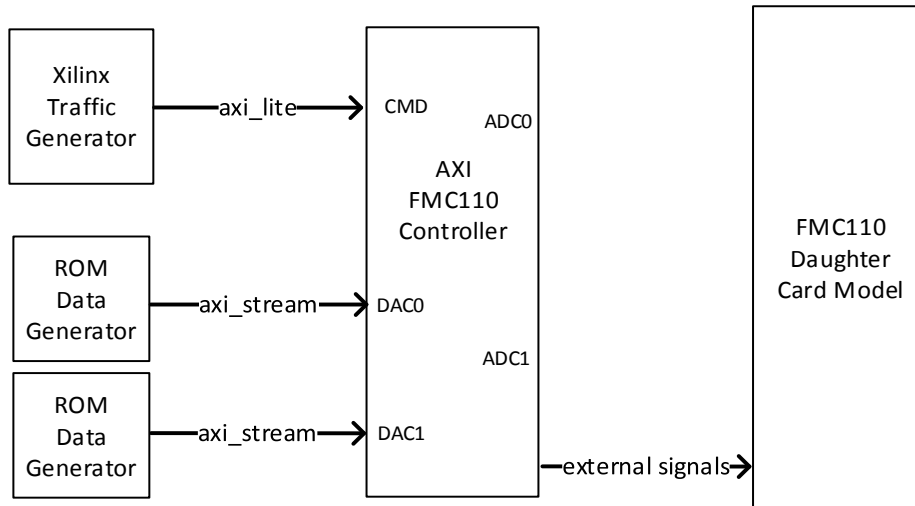 Xilinx
Traffic
Generator
axi_lite
CMD
ADC0
AXI
FMC110
Controller
ROM
Data
Generator
axi_stream
DAC0
ADC1
ROM
Data
Generator
axi_stream
DAC1
external signals
FMC110
Daughter
Card Model